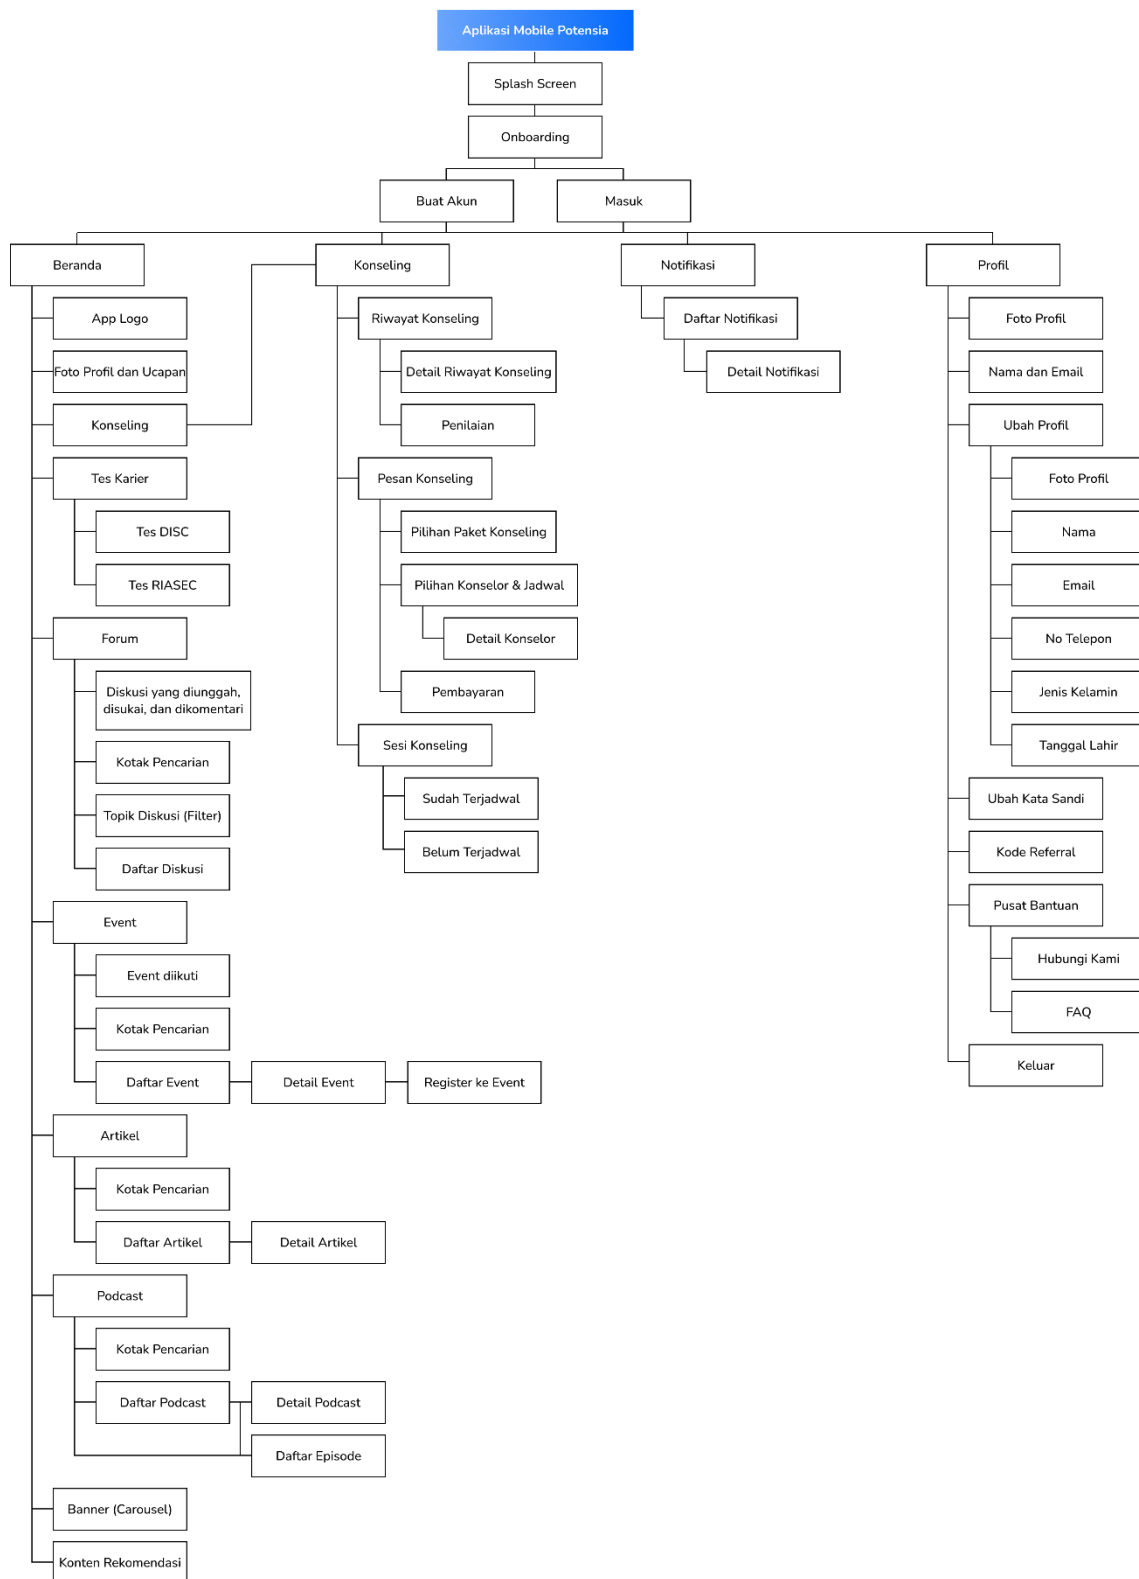 Aplikasi Mobile Potensia
Splash Screen
Onboarding
Buat Akun
Masuk
Beranda
App Logo
Foto Profil dan Ucapan
Konseling
Tes Karier
Tes DISC
Tes RIASEC
Forum
Diskusi yang diunggah,
disukai, dan dikomentari
Kotak Pencarian
Topik Diskusi (Filter)
Daftar Diskusi
Event
Event diikuti
Kotak Pencarian
Daftar Event
Detail Event
Register ke Event
Artikel
Kotak Pencarian
Daftar Artikel
Detail Artikel
Podcast
Kotak Pencarian
Daftar Podcast
Detail Podcast
Daftar Episode
Banner (Carousel)
Konten Rekomendasi
Konseling
Riwayat Konseling
Detail Riwayat Konseling
Penilaian
Pesan Konseling
Pilihan Paket Konseling
Pilihan Konselor & Jadwal
Detail Konselor
Pembayaran
Sesi Konseling
Sudah Terjadwal
Belum Terjadwal
Notifikasi
Daftar Notifikasi
Detail Notifikasi
Profil
Foto Profil
Nama dan Email
Ubah Profil
Foto Profil
Nama
Email
No Telepon
Jenis Kelamin
Tanggal Lahir
Ubah Kata Sandi
Kode Referral
Pusat Bantuan
Hubungi Kami
FAQ
Keluar